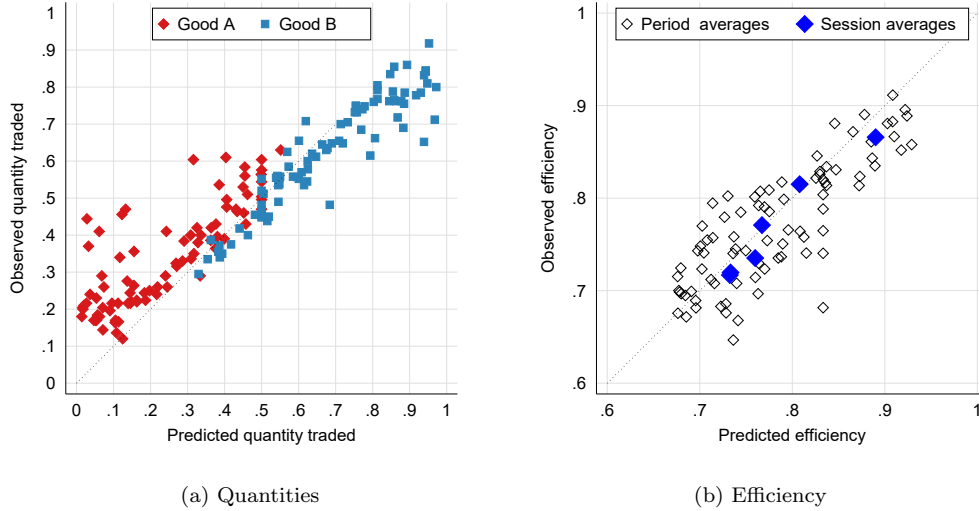 Good A Good B
1
.9
.8
.7
.6
.5
.4
.3
.2
.1
0
Observed quantity traded
0 .1 .2 .3 .4 .5 .6 .7 .8 .9 1
Predicted quantity traded
(a) Quantities
Period averages Session averages
1
.9
.8
.7
.6
Observed efficiency
.6 .7 .8 .9 1
Predicted efficiency
(b) Efficiency